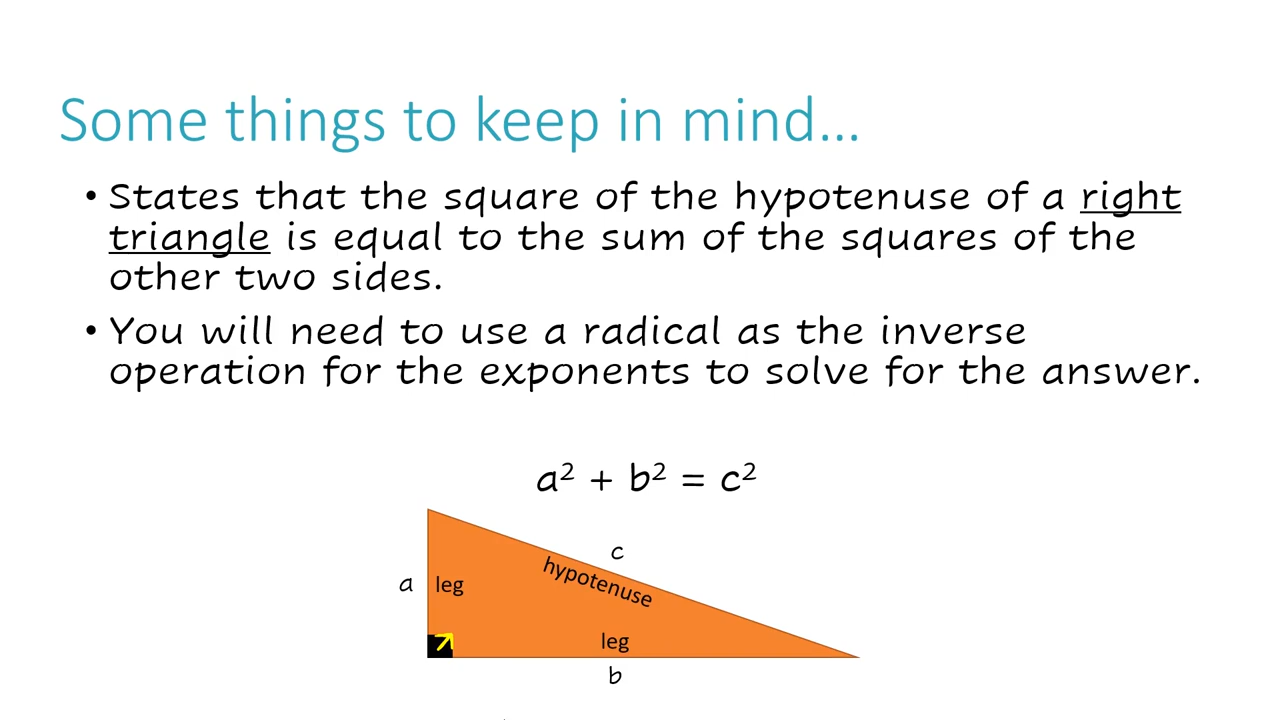 Some things to keep in mind...
• States that the square of the hypotenuse of a right
triangle is equal to the sum of the squares of the
other two sides.
• You will need to use a radical as the inverse
operation for the exponents to solve for the answer.
a² + b² = c²
c
hypotenuse
a leg
leg
b